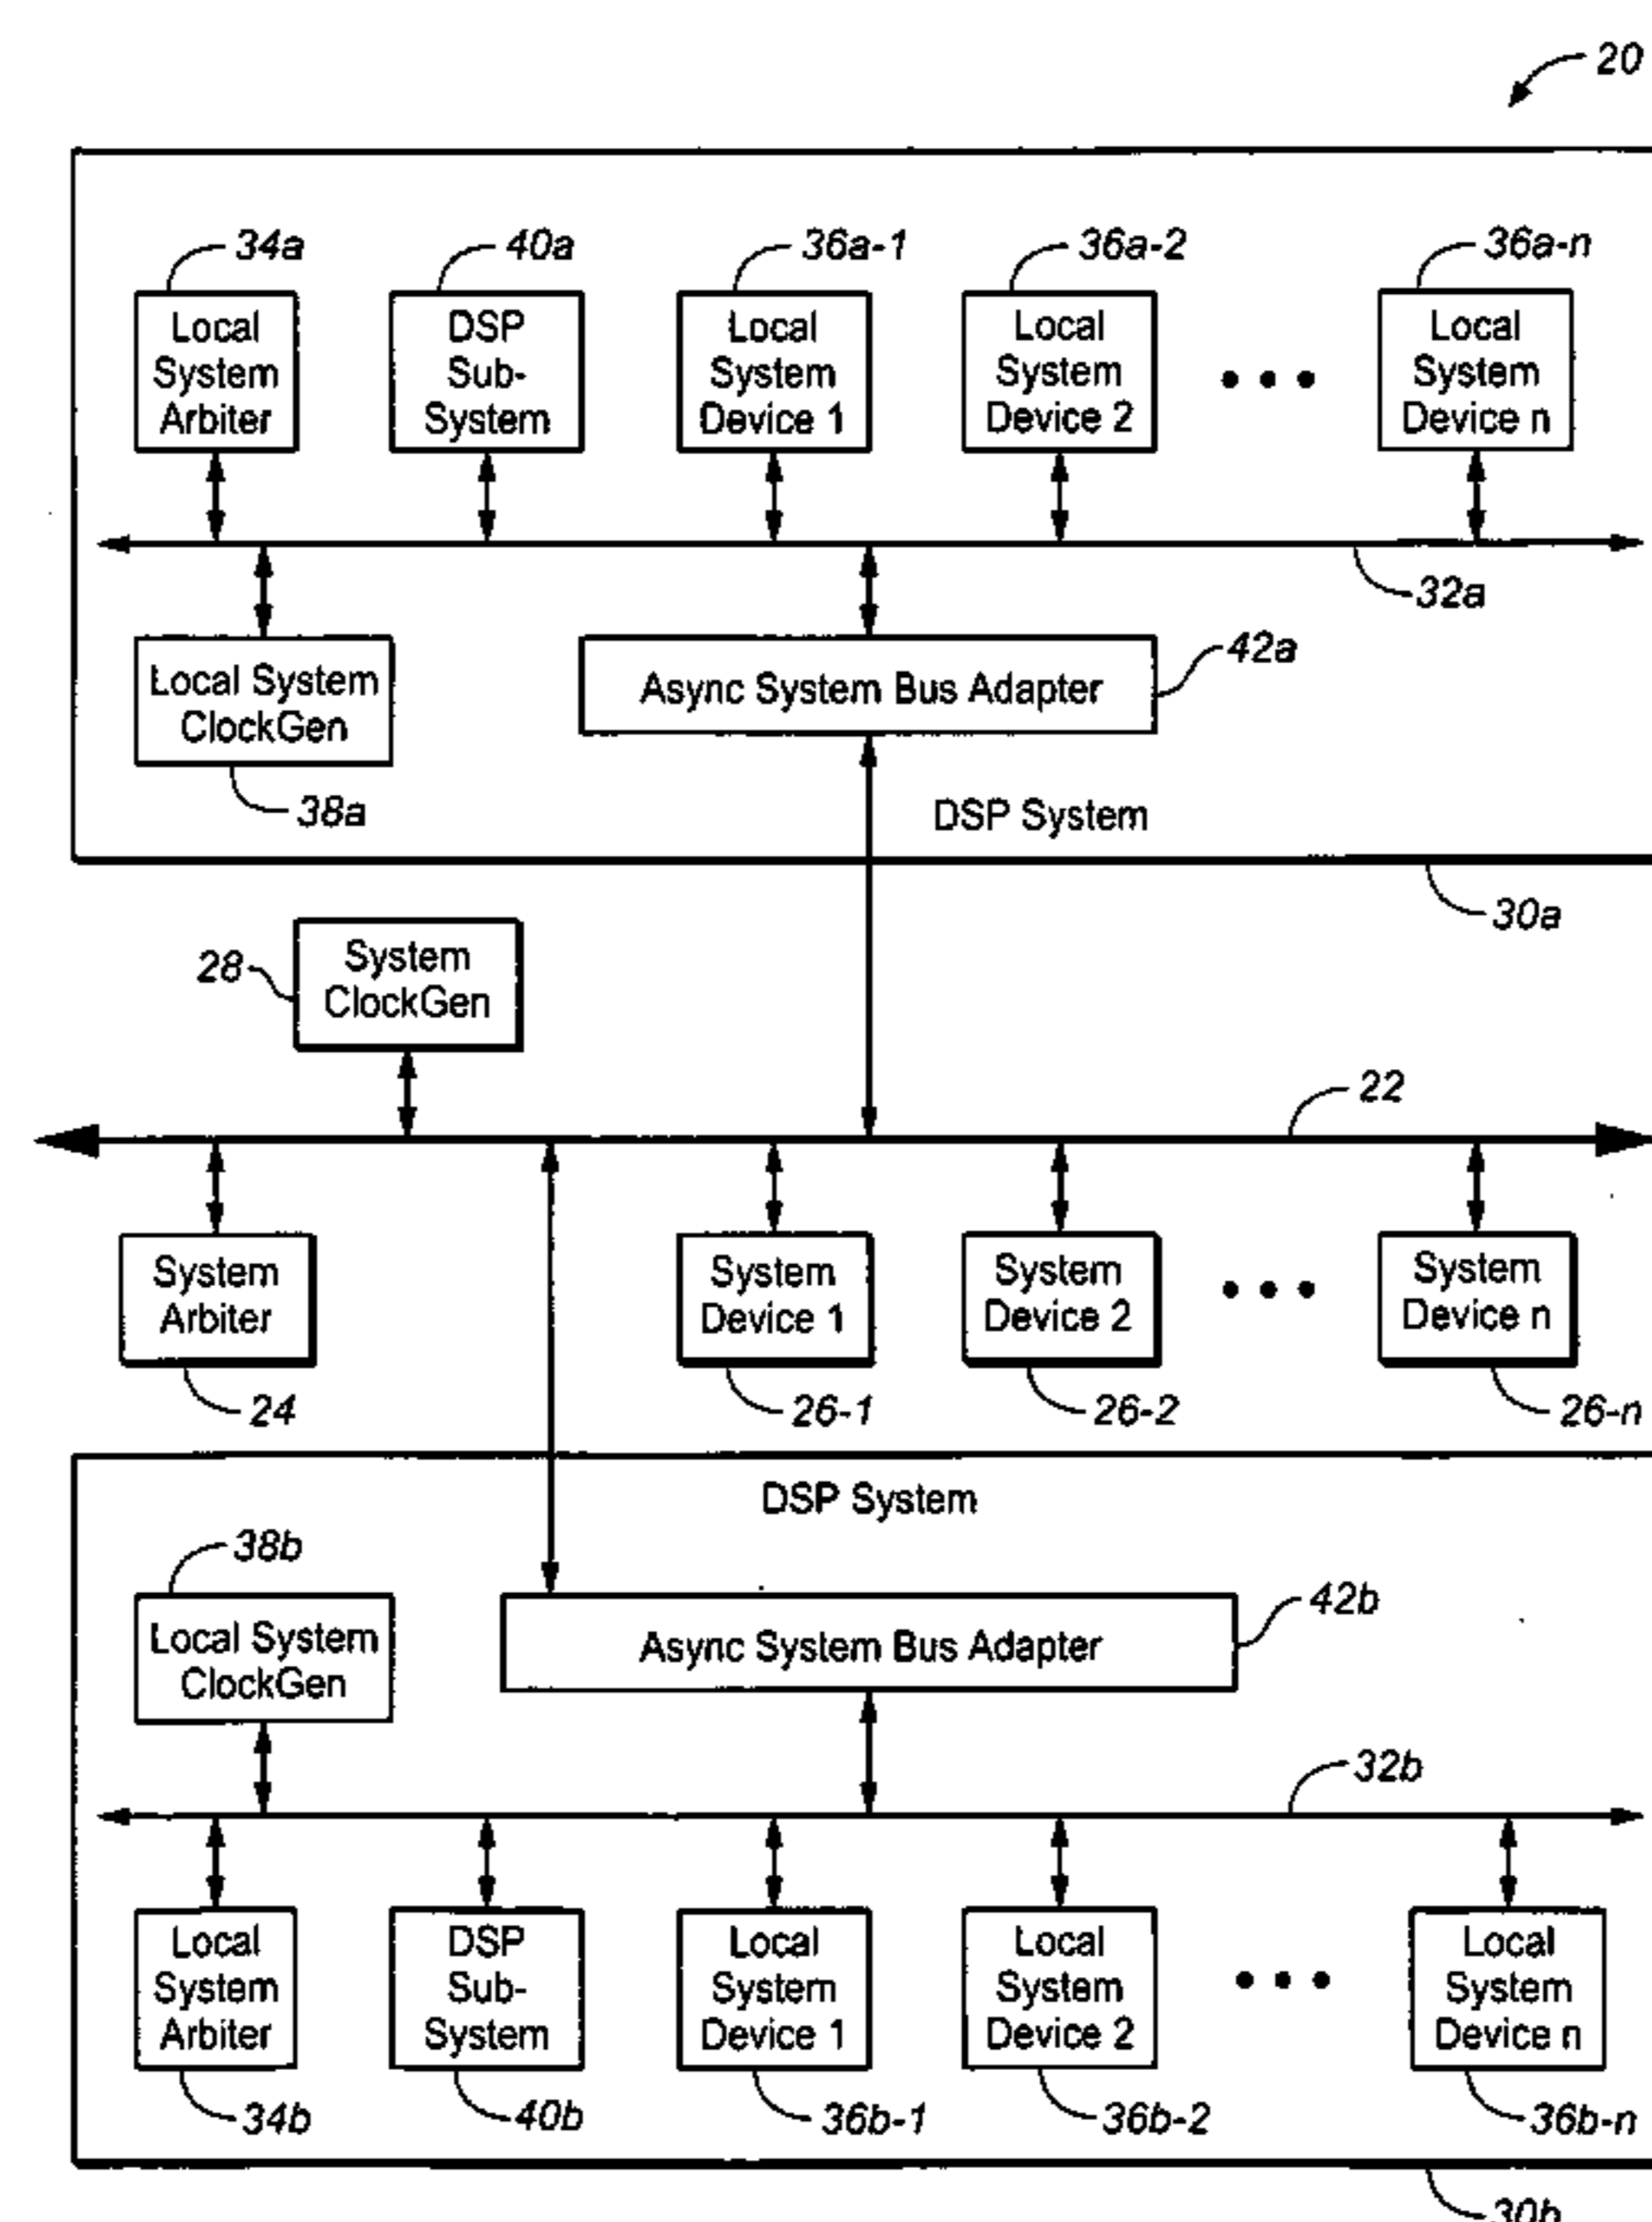 20
34a
40a
36a-1
36a-2
36a-n
Local
System
Arbiter
DSP
Sub-
System
Local
System
Device 1
Local
System
Device 2
Local
System
Device n
32a
Local System
ClockGen
Async System Bus Adapter
42a
38a
DSP System
30a
28
System
ClockGen
22
System
Arbiter
System
Device 1
System
Device 2
System
Device n
24
26-1
26-2
26-n
DSP System
38b
Local System
ClockGen
Async System Bus Adapter
42b
32b
Local
System
Arbiter
DSP
Sub-
System
Local
System
Device 1
Local
System
Device 2
Local
System
Device n
34b
40b
36b-1
36b-2
36b-n
30b